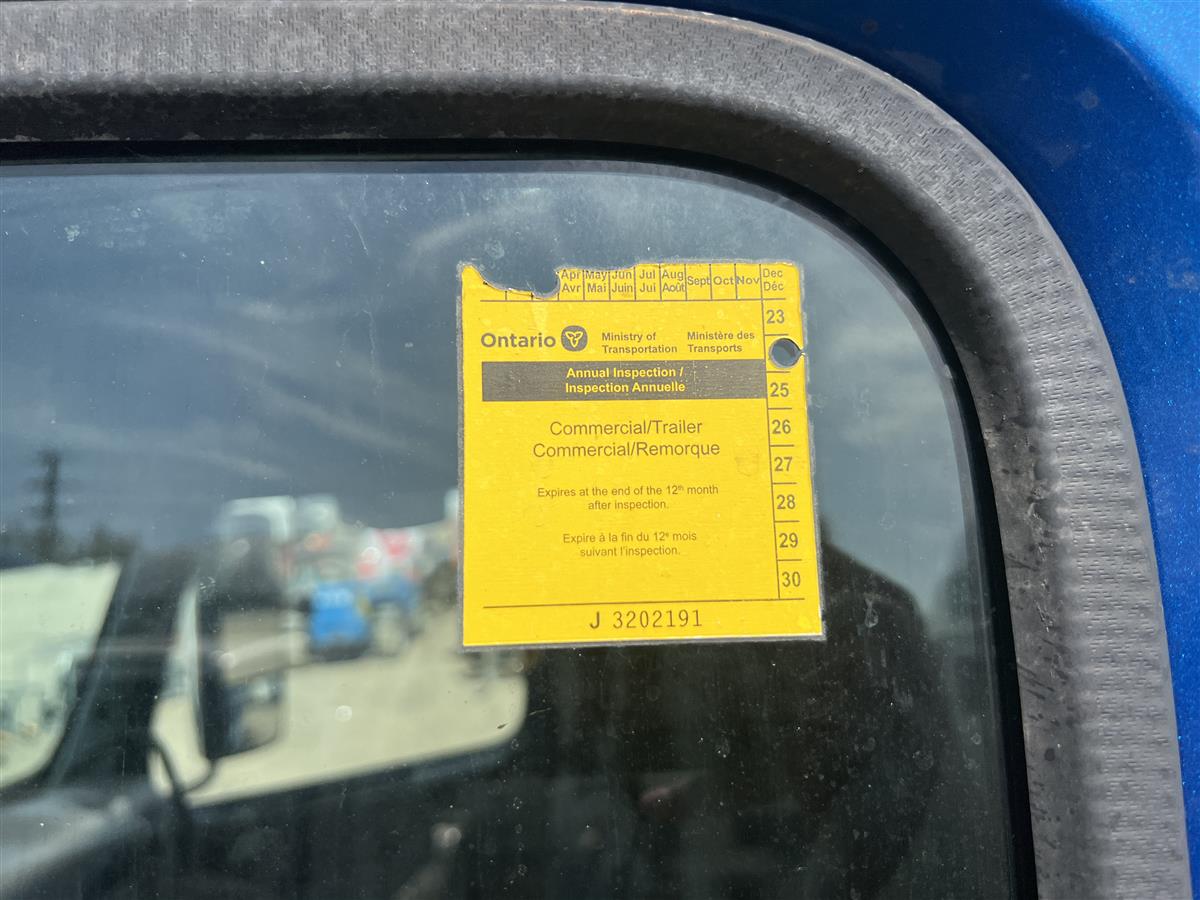 Apr May Jun Jul Aug Sept Oct Nov Dec
Avr Mai Juin Jui Août Déc
23
Ontario Ministry of Ministère des
Transportation Transports
Annual Inspection /
Inspection Annuelle
25
Commercial/Trailer
26
Commercial/Remorque
27
Expires at the end of the 12th month
after inspection.
28
Expire à la fin du 12e mois
suivant l'inspection.
29
30
J 3202191